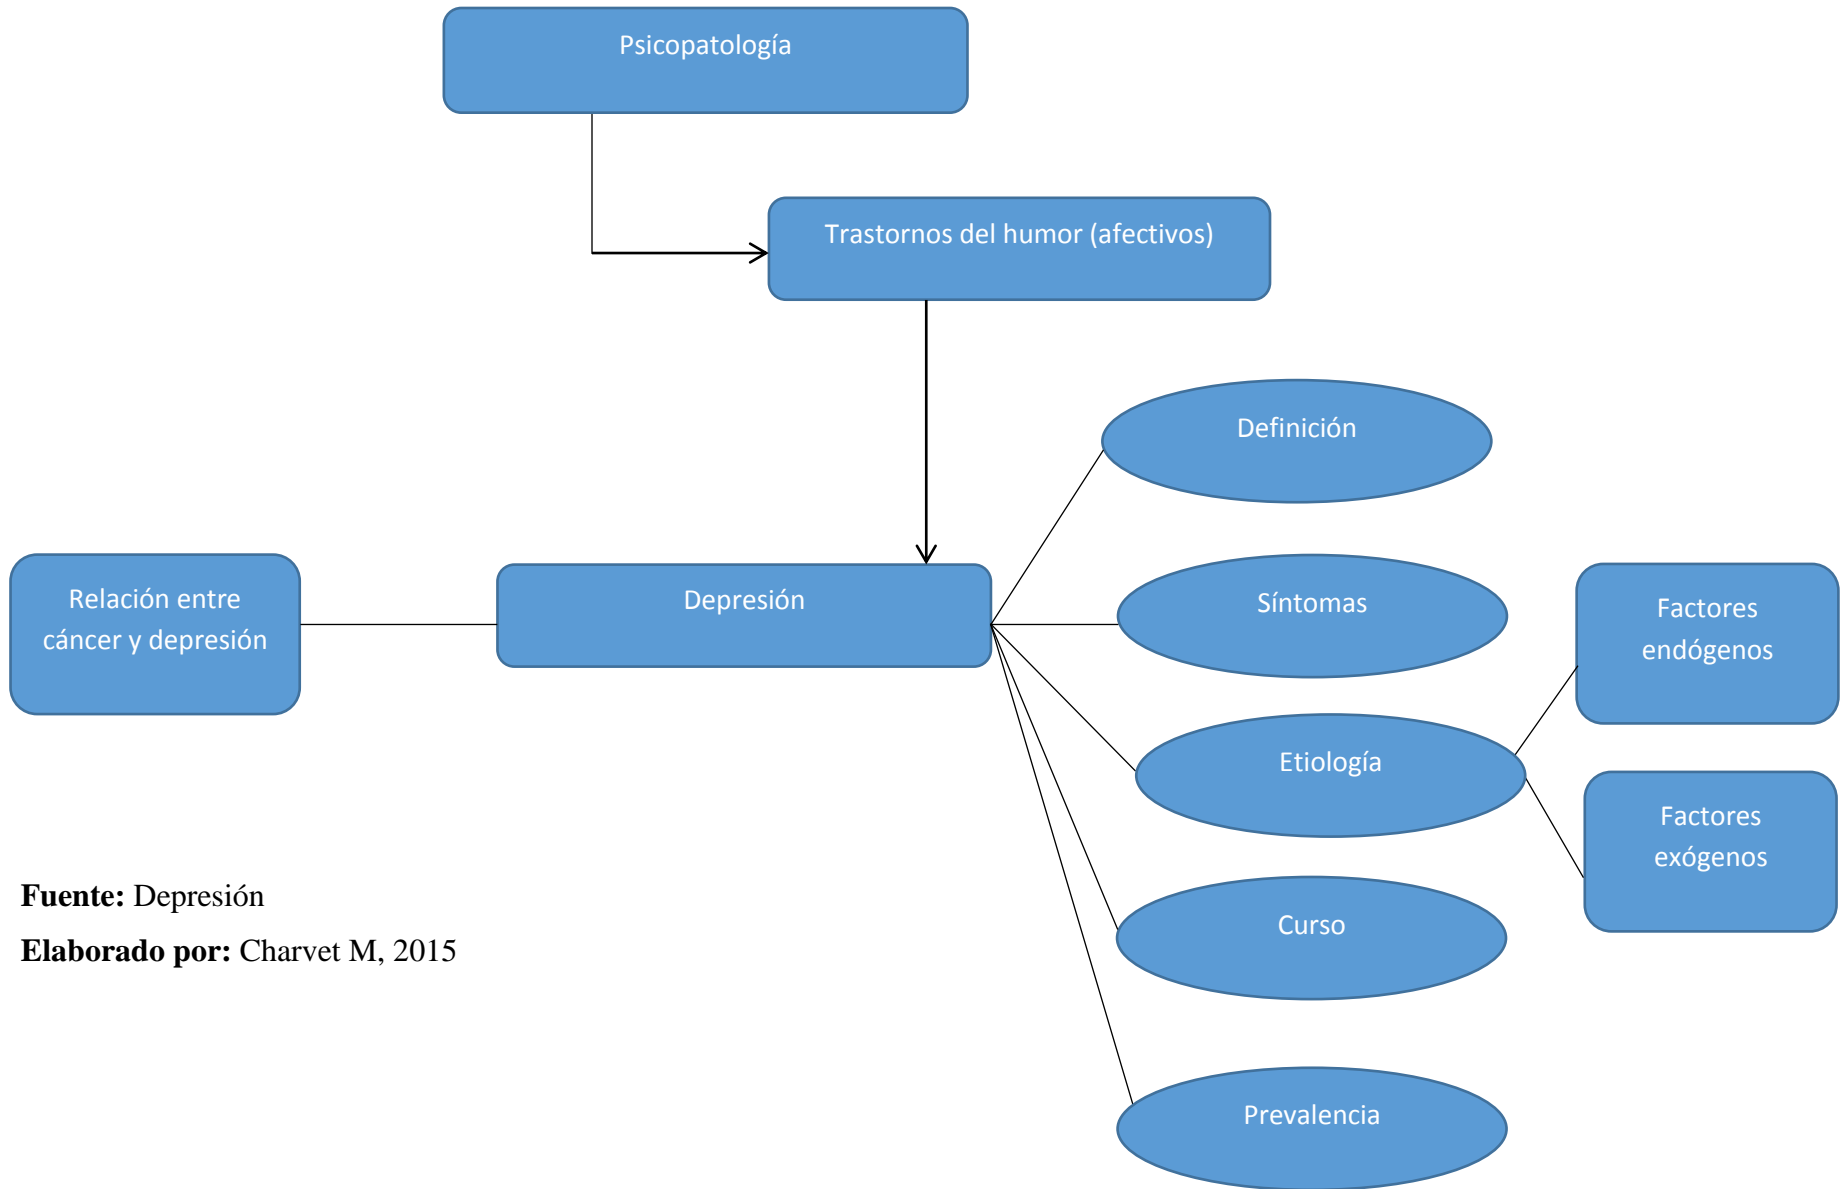 Psicopatología
Trastornos del humor (afectivos)
Definición
Relación entre
cáncer y depresión
Depresión
Síntomas
Factores
endógenos
Etiología
Factores
exógenos
Curso
Prevalencia
Fuente: Depresión
Elaborado por: Charvet M, 2015